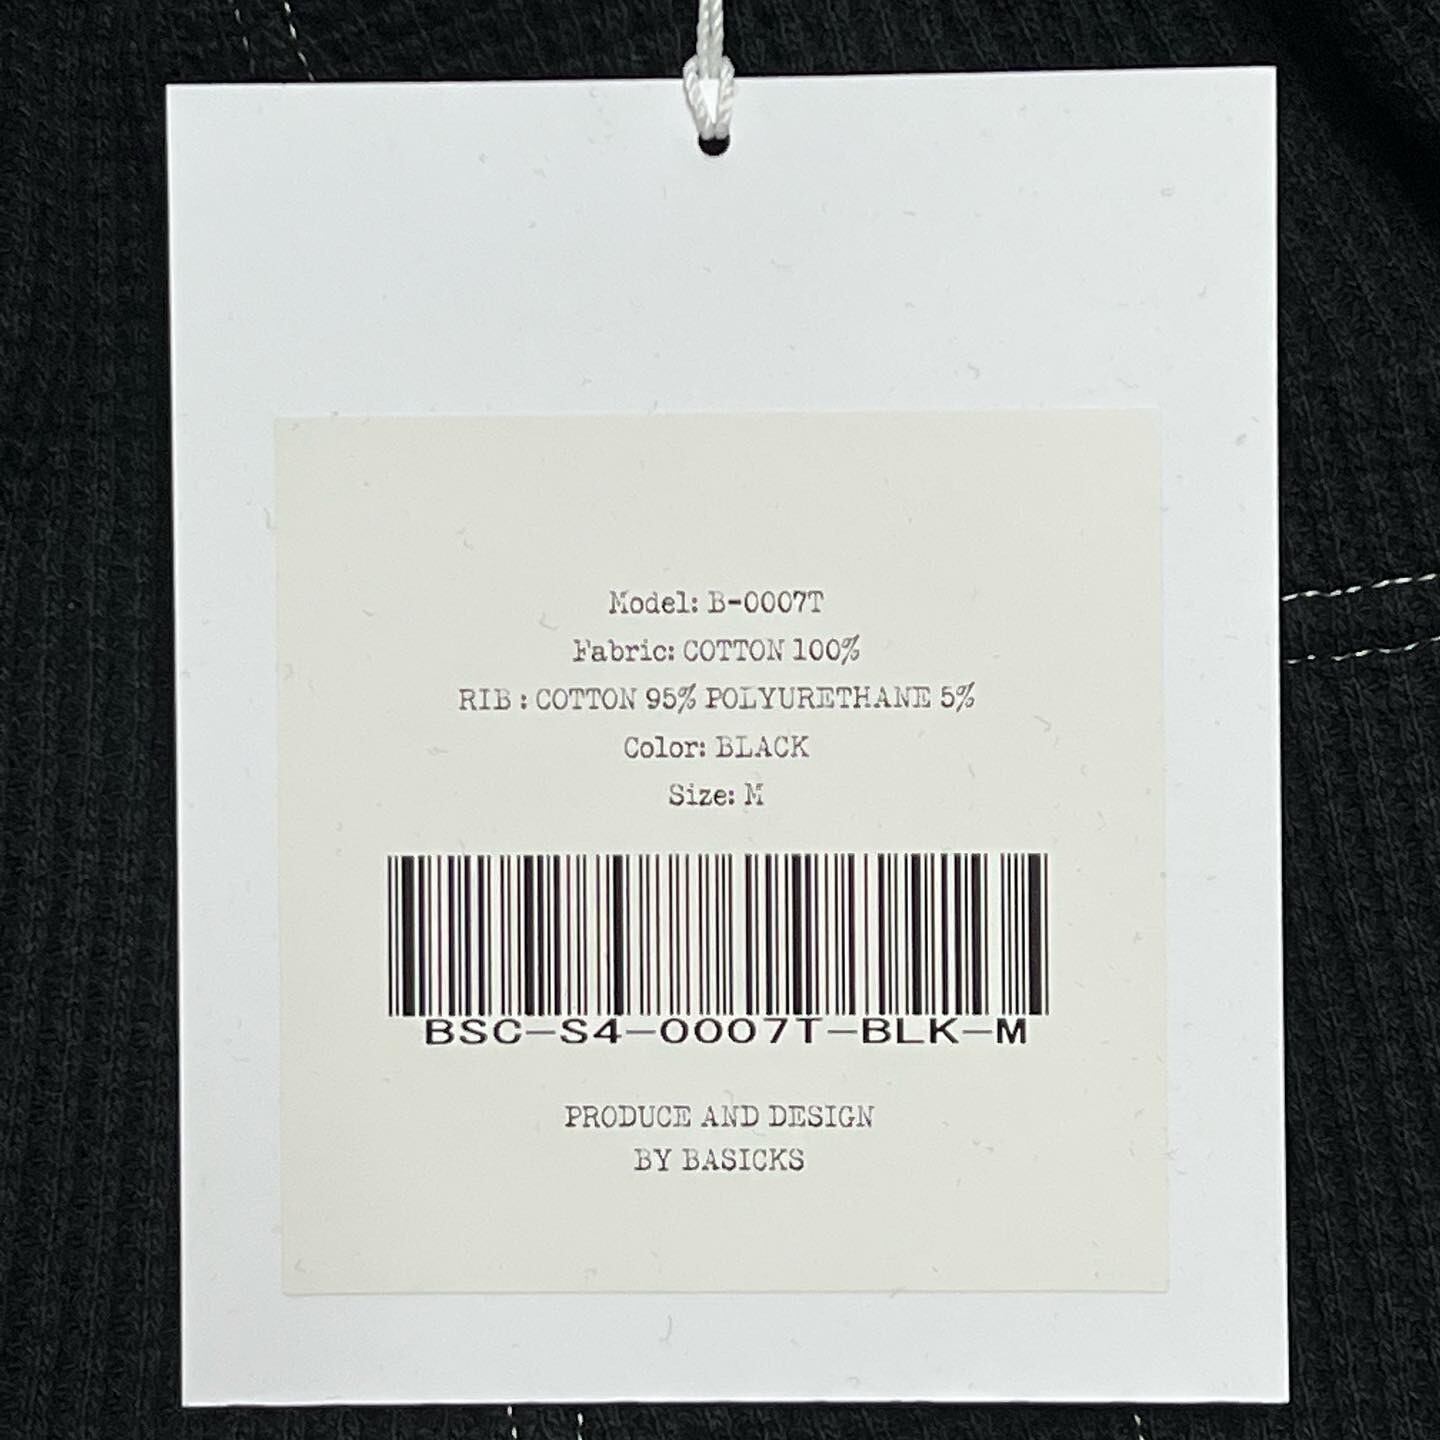 Model: B-0007T
Fabric: COTTON 100%
RIB : COTTON 95% POLYURETHANE 5%
Color: BLACK
Size: M
BSC-S4-0007T-BLK-M
PRODUCE AND DESIGN
BY BASICKS